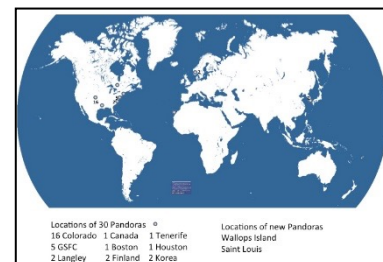 16
Locations of 30 Pandoras
16 Colorado 1 Canada 1 Tenerife
5 GSFC 1 Boston 1 Houston
2 Langley 2 Finland 2 Korea
Locations of new Pandoras
Wallops Island
Saint Louis